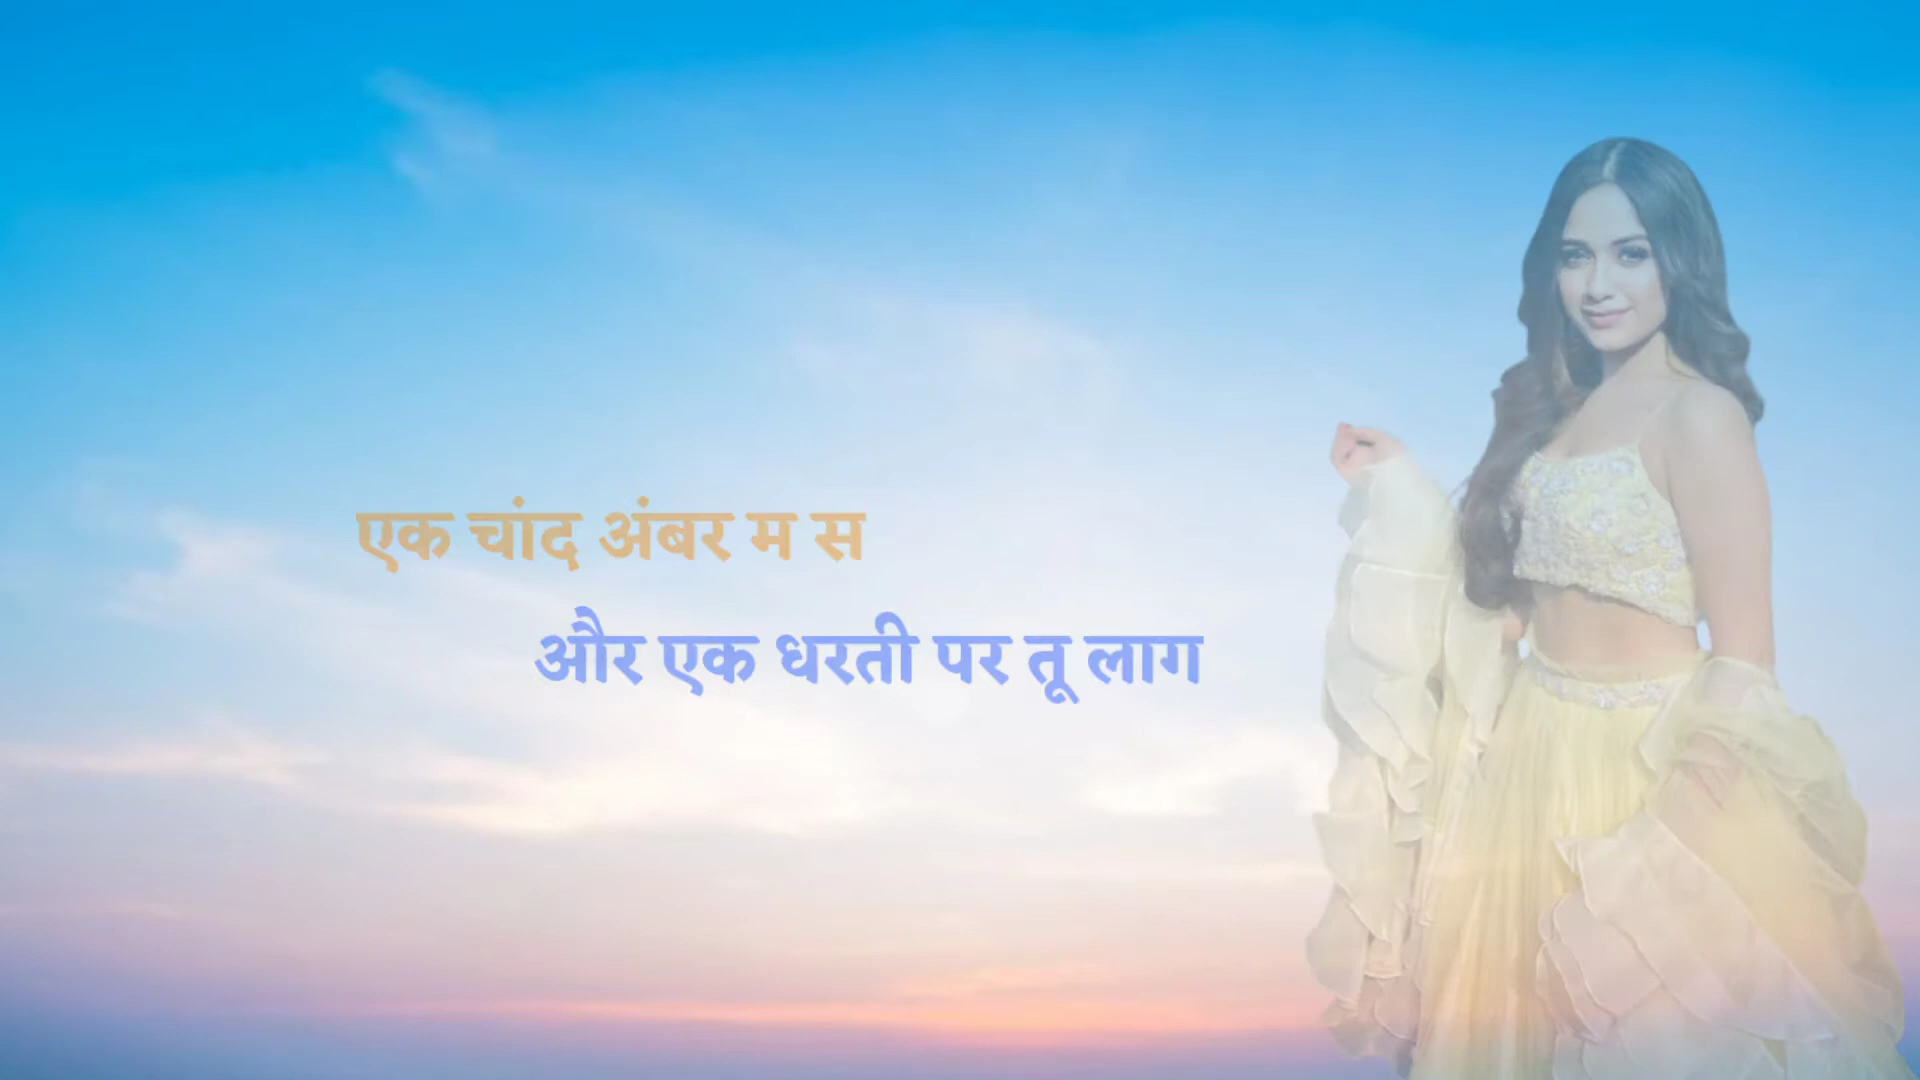 एक चांद अंबर म स
और एक धरती पर तू लाग